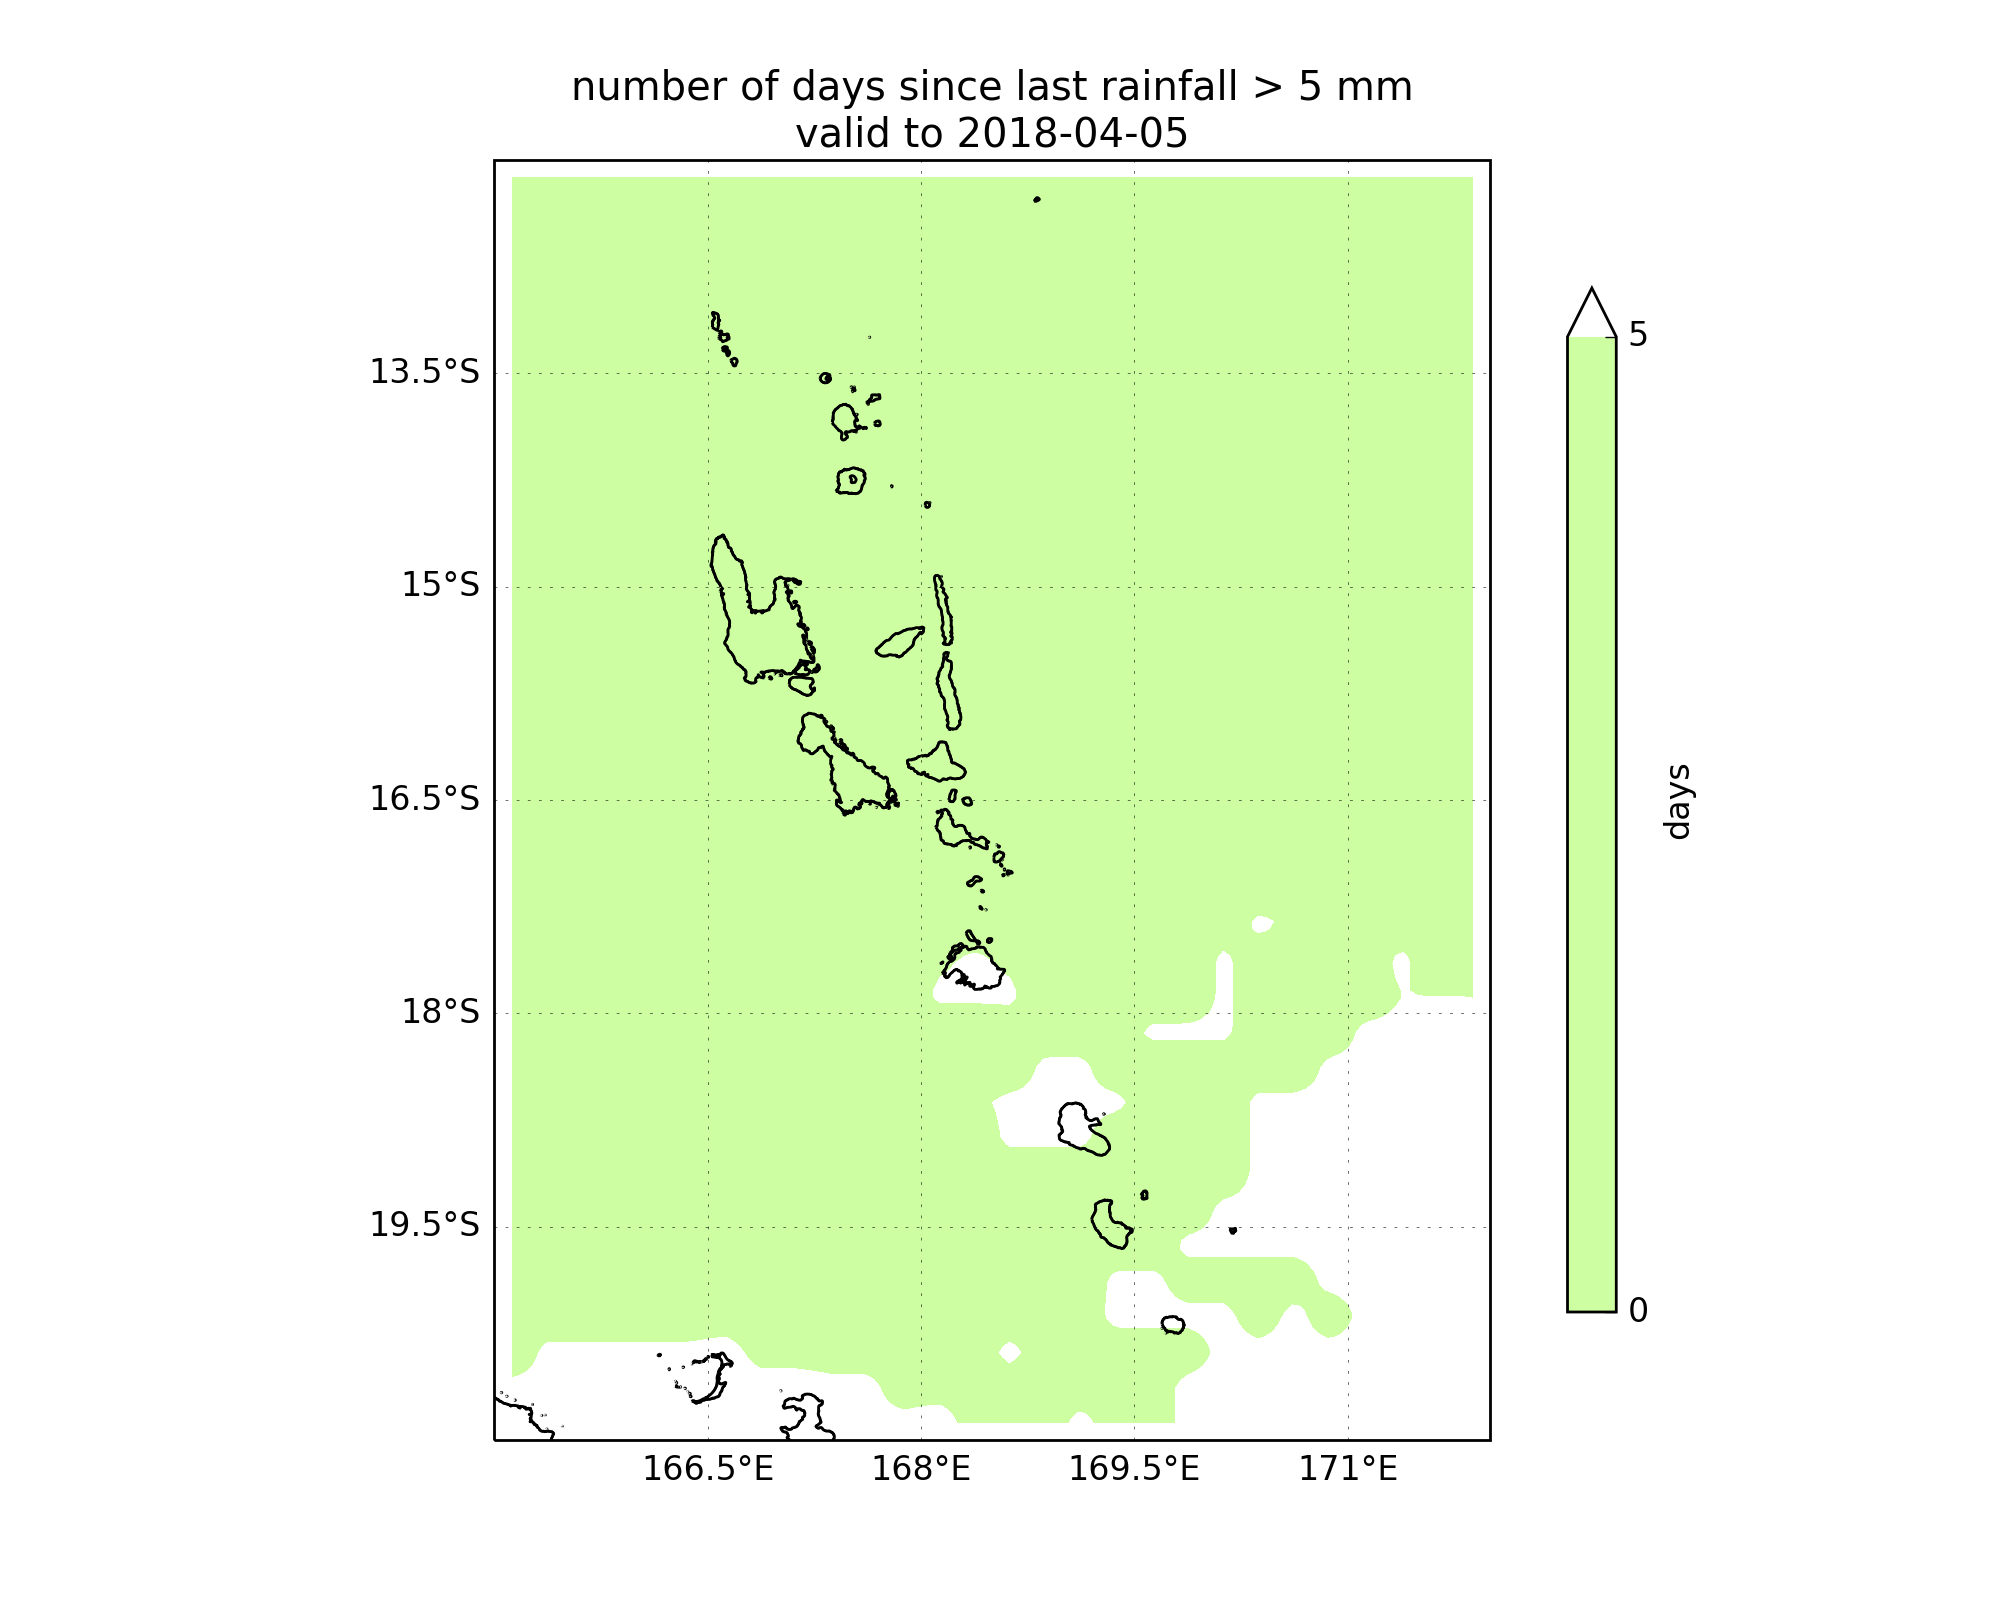 number of days since last rainfall > 5 mm
valid to 2018-04-05
13.5°S
15°S
16.5°S
18°S
19.5°S
166.5°E
168°E
169.5°E
171°E
5
0
days